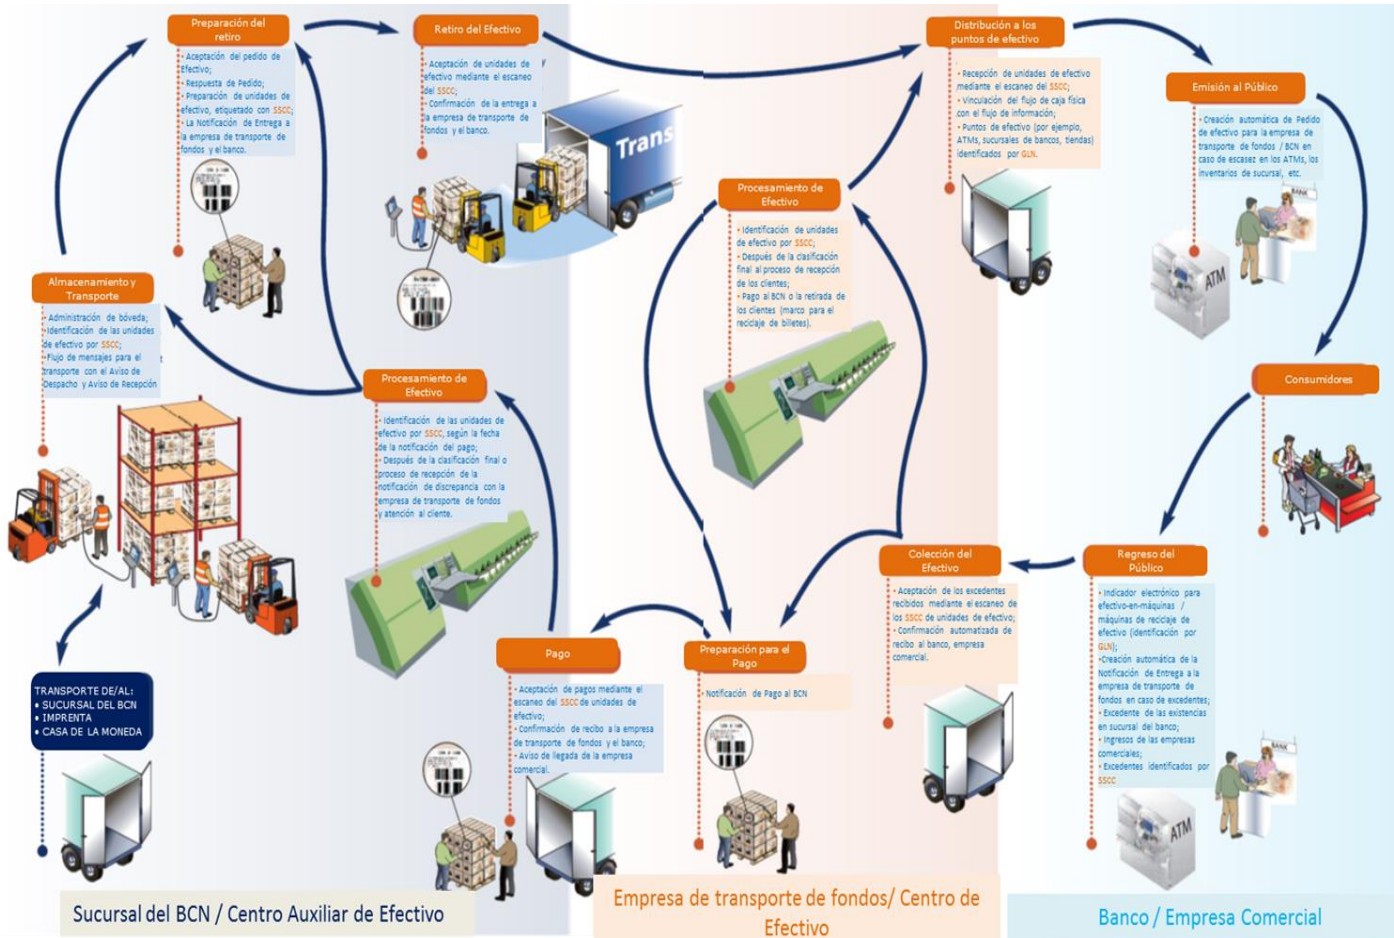 Preparación del
retiro
• Aceptación del pedido de
Efectivo;
• Respuesta de Pedido;
• Preparación de unidades de
efectivo, etiquetado con SSCC;
• La Notificación de Entrega a
la empresa de transporte de
fondos y el banco.
Retiro del Efectivo
• Aceptación de unidades de
efectivo mediante el escaneo
del SSCC;
• Confirmación de la entrega a
la empresa de transporte de
fondos y el banco.
Trans
Distribución a los
puntos de efectivo
• Recepción de unidades de efectivo
mediante el escaneo del SSCC;
• Vinculación del flujo de caja física
con el flujo de información;
• Puntos de efectivo (por ejemplo,
ATMs, sucursales de bancos, tiendas)
identificados por GLN.
Emisión al Público
• Creación automática de Pedido
de efectivo para la empresa de
transporte de fondos / BCN en
caso de escasez en los ATMs, los
inventarios de sucursal, etc.
BANK
ATM
Procesamiento de
Efectivo
• Identificación de unidades
de efectivo por SSCC;
• Después de la clasificación
final al proceso de recepción
de los clientes;
• Pago al BCN o la retirada de
los clientes (marco para el
reciclaje de billetes).
Almacenamiento y
Transporte
• Administración de bóveda;
•Identificación de las unidades
de efectivo por SSCC;
• Flujo de mensajes para el
transporte con el Aviso de
Despacho y Aviso de Recepción
Procesamiento de
Efectivo
• Identificación de las unidades de
efectivo por SSCC, según la fecha
de la notificación del pago;
• Después de la clasificación final o
proceso de recepción de la
notificación de discrepancia con la
empresa de transporte de fondos
y atención al cliente.
Consumidores
Colección del
Efectivo
• Aceptación de los excedentes
recibidos mediante el escaneo de
los SSCC de unidades de efectivo;
• Confirmación automatizada de
recibo al banco, empresa
comercial.
Regreso del
Público
• Indicador electrónico para
efectivo-en-máquinas /
máquinas de reciclaje de
efectivo (identificación por
GLN);
•Creación automática de la
Notificación de Entrega a la
empresa de transporte de
fondos en caso de excedentes;
• Excedente de las existencias
en sucursal del banco;
• Ingresos de las empresas
comerciales;
• Excedentes identificados por
SSCC
BANK
ATM
Pago
• Aceptación de pagos mediante el
escaneo del SSCC de unidades de
efectivo;
• Confirmación de recibo a la empresa
de transporte de fondos y el banco;
• Aviso de llegada de la empresa
comercial.
Preparación para el
Pago
• Notificación de Pago al BCN
TRANSPORTE DE/AL:
• SUCURSAL DEL BCN
• IMPRENTA
• CASA DE LA MONEDA
Sucursal del BCN / Centro Auxiliar de Efectivo
Empresa de transporte de fondos/ Centro de
Efectivo
Banco / Empresa Comercial